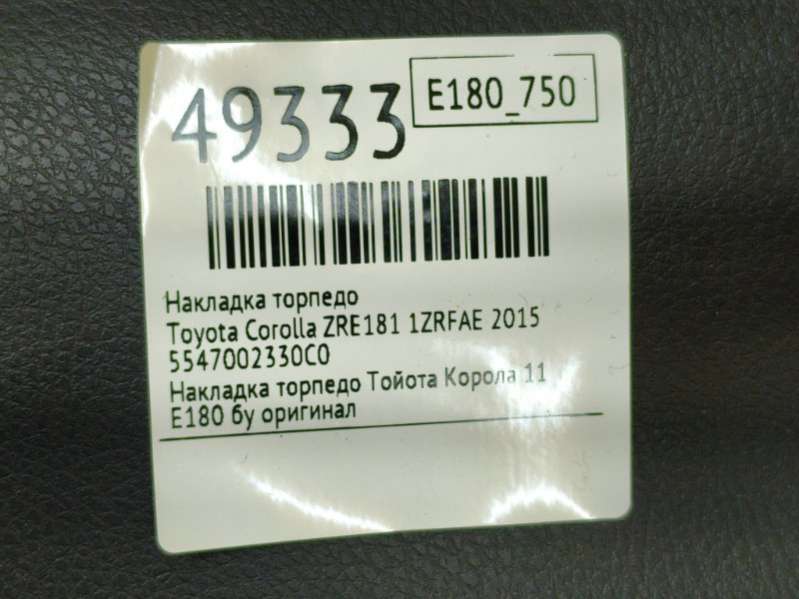 49333
E180_750
Накладка торпедо
Toyota Corolla ZRE181 1ZRFAE 2015
5547002330C0
Накладка торпедо Тойота Корола 11
E180 бу оригинал